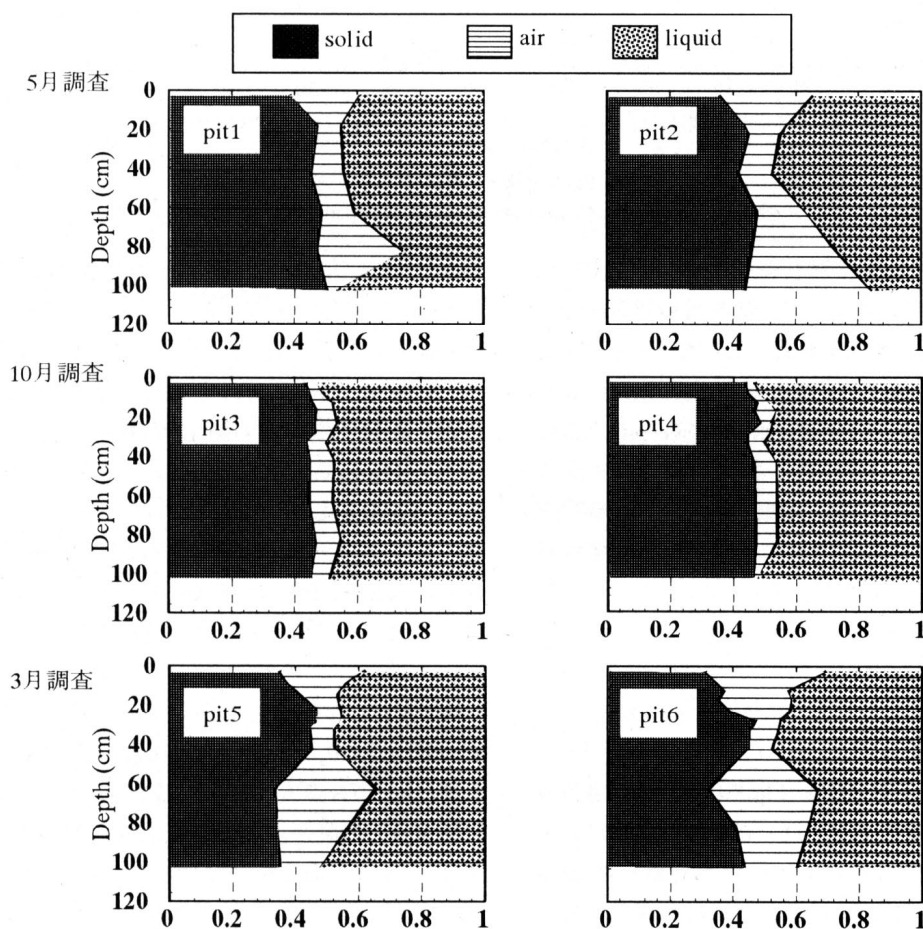 solid air liquid
5月調査
pit1 pit2
0
20
40
60
80
100
120
Depth (cm)
0 0.2 0.4 0.6 0.8 1
0 0.2 0.4 0.6 0.8 1
10月調査
pit3 pit4
0
20
40
60
80
100
120
Depth (cm)
0 0.2 0.4 0.6 0.8 1
0 0.2 0.4 0.6 0.8 1
3月調査
pit5 pit6
0
20
40
60
80
100
120
Depth (cm)
0 0.2 0.4 0.6 0.8 1
0 0.2 0.4 0.6 0.8 1